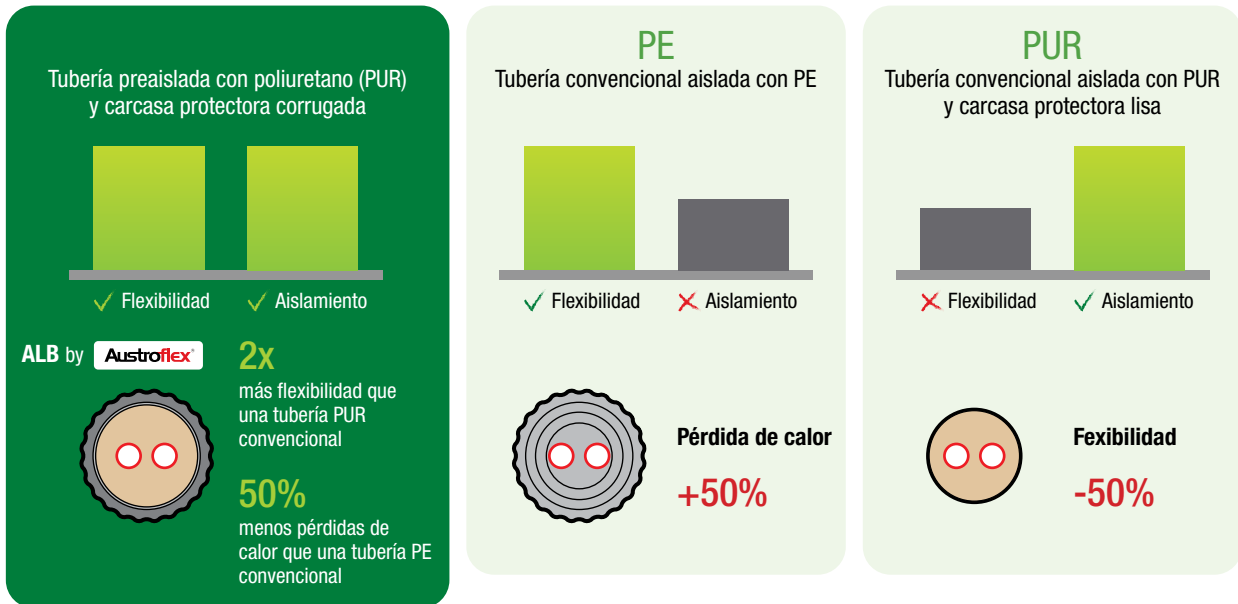 Tubería preaislada con poliuretano (PUR)
y carcasa protectora corrugada
Flexibilidad
Aislamiento
ALB by Austroflex®
2x
más flexibilidad que
una tubería PUR
convencional
50%
menos pérdidas de
calor que una tubería PE
convencional
PE
Tubería convencional aislada con PE
Flexibilidad
Aislamiento
Pérdida de calor
+50%
PUR
Tubería convencional aislada con PUR
y carcasa protectora lisa
Flexibilidad
Aislamiento
Fexibilidad
-50%